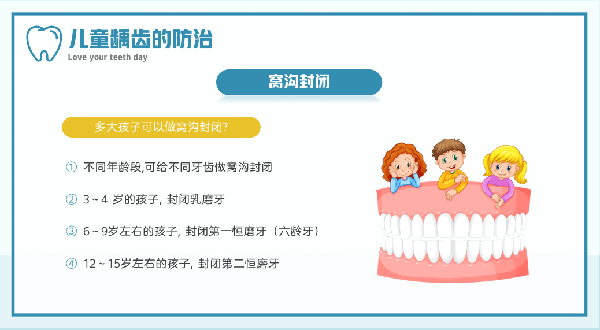 儿童龋齿的防治
Love your teeth day
窝沟封闭
多大孩子可以做窝沟封闭?
① 不同年龄段,可给不同牙齿做窝沟封闭
② 3~4 岁的孩子, 封闭乳磨牙
③ 6~9岁左右的孩子, 封闭第一恒磨牙(六龄牙)
④ 12~15岁左右的孩子, 封闭第二恒磨牙